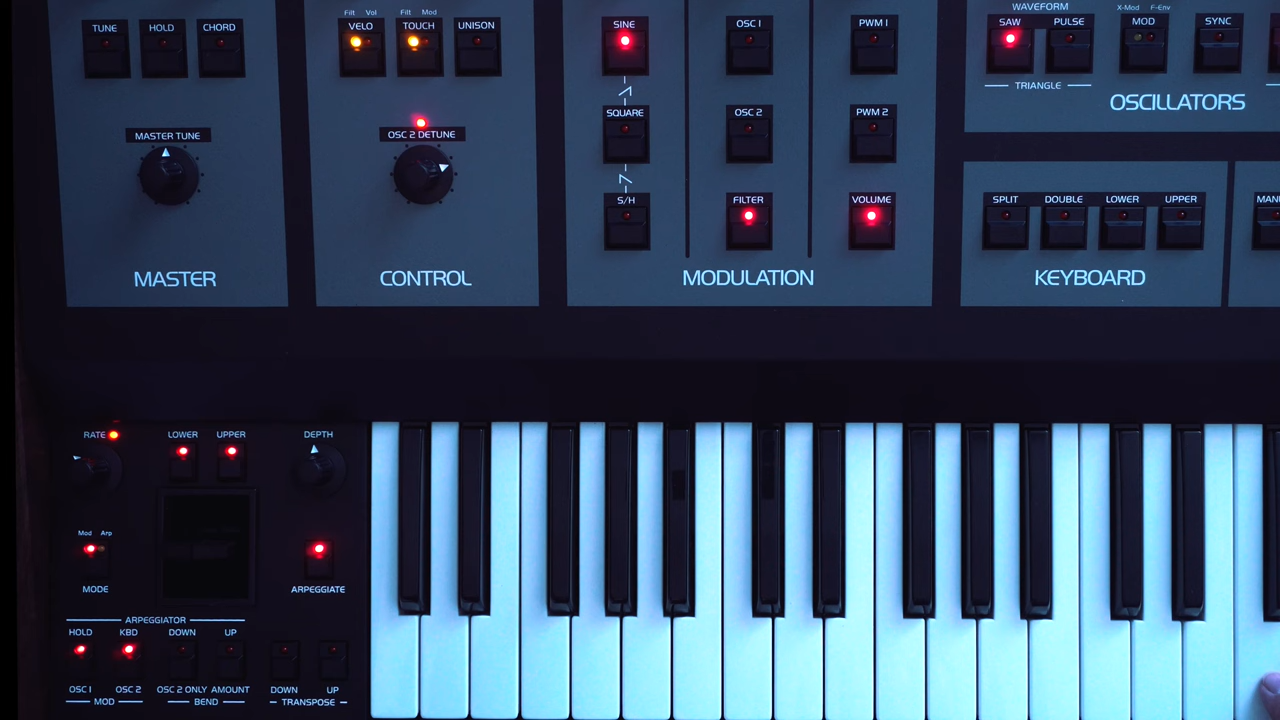 TUNE HOLD CHORD
MASTER TUNE
MASTER
Filt Vol Filt Mod
VELO TOUCH UNISON
OSC 2 DETUNE
CONTROL
SINE OSC 1 PWM 1
SQUARE OSC 2 PWM 2
S/H FILTER VOLUME
MODULATION
WAVEFORM X-Mod F-Env
SAW PULSE MOD SYNC
TRIANGLE
OSCILLATORS
SPLIT DOUBLE LOWER UPPER
KEYBOARD
RATE LOWER UPPER DEPTH
Mod Arp
MODE ARPEGGIATE
ARPEGGIATOR
HOLD KBD DOWN UP
OSC 1 OSC 2 OSC 2 ONLY AMOUNT DOWN UP
MOD BEND TRANSPOSE